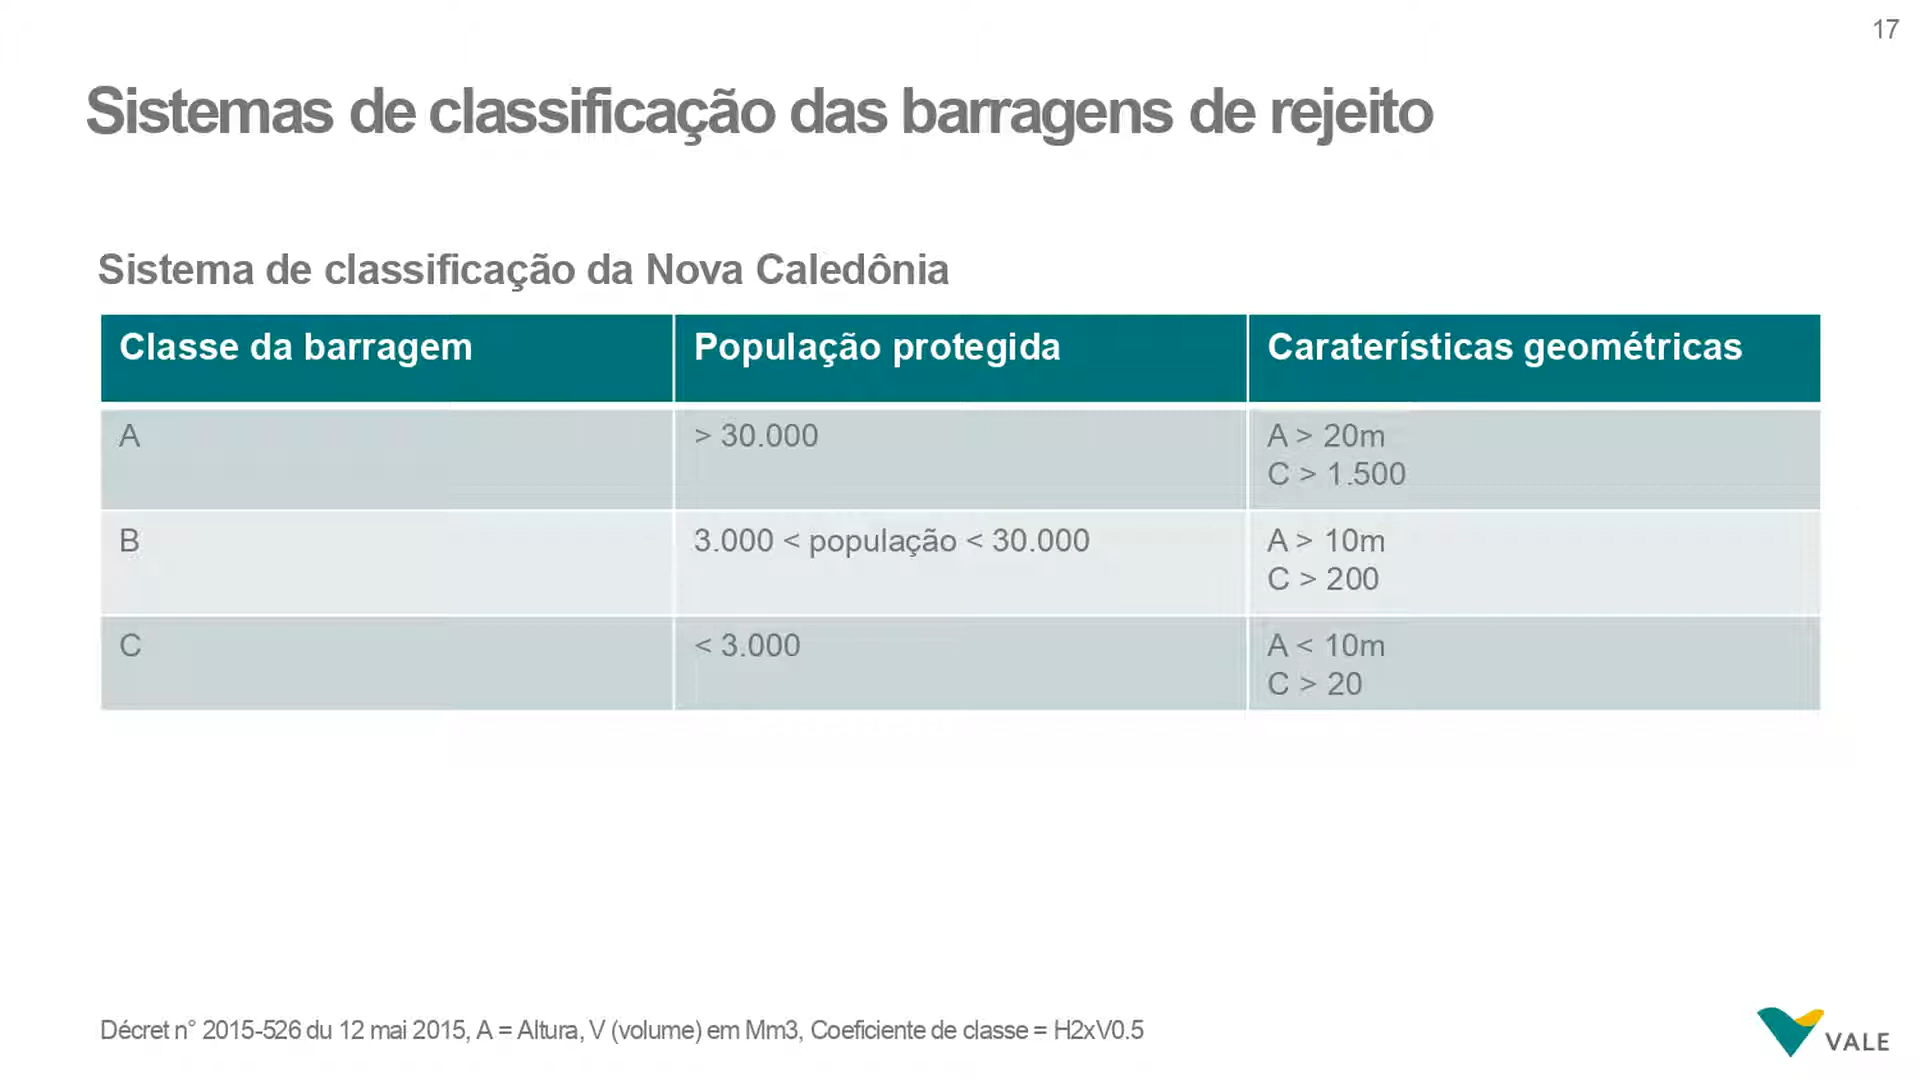 17
Sistemas de classificação das barragens de rejeito
Sistema de classificação da Nova Caledônia
Classe da barragem
População protegida
Caraterísticas geométricas
A
> 30.000
A > 20m
C > 1.500
B
3.000 < população < 30.000
A > 10m
C > 200
C
< 3.000
A < 10m
C > 20
Décret n° 2015-526 du 12 mai 2015, A = Altura, V (volume) em Mm3, Coeficiente de classe = H2xV0.5
VALE